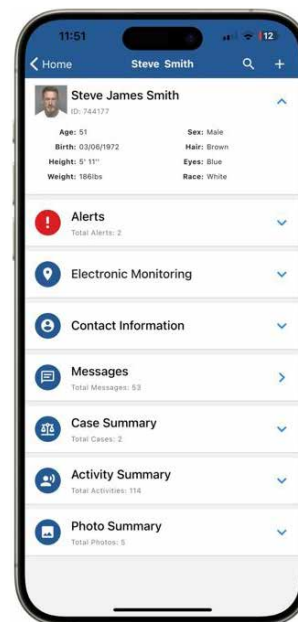 11:51
12
Home
Steve Smith
Steve James Smith
ID: 744177
Age: 51 Sex: Male
Birth: 03/06/1972 Hair: Brown
Height: 5' 11" Eyes: Blue
Weight: 186lbs Race: White
Alerts
Total Alerts: 2
Electronic Monitoring
Contact Information
Messages
Total Messages: 53
Case Summary
Total Cases: 2
Activity Summary
Total Activities: 114
Photo Summary
Total Photos: 5